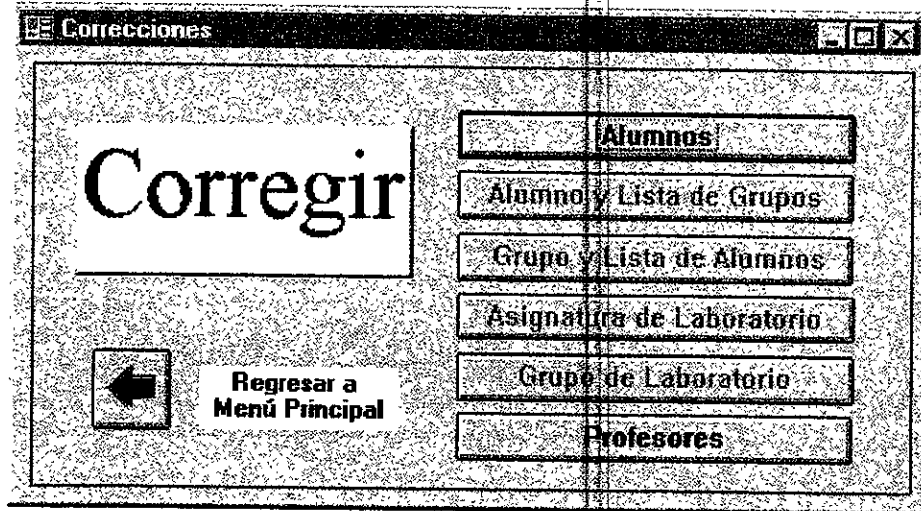 Correcciones
Corregir
Alumnos
Alumno y Lista de Grupos
Grupo y Lista de Alumnos
Asignatura de Laboratorio
Grupo de Laboratorio
Profesores
Regresar a
Menú Principal